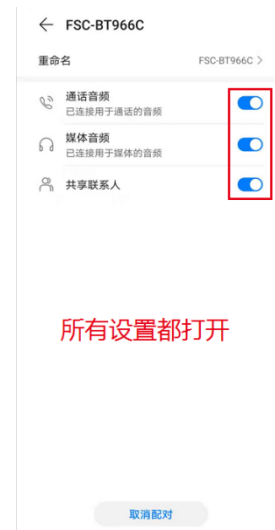 FSC-BT966C
重命名 FSC-BT966C
通话音频
已连接用于通话的音频
媒体音频
已连接用于媒体的音频
共享联系人
所有设置都打开
取消配对